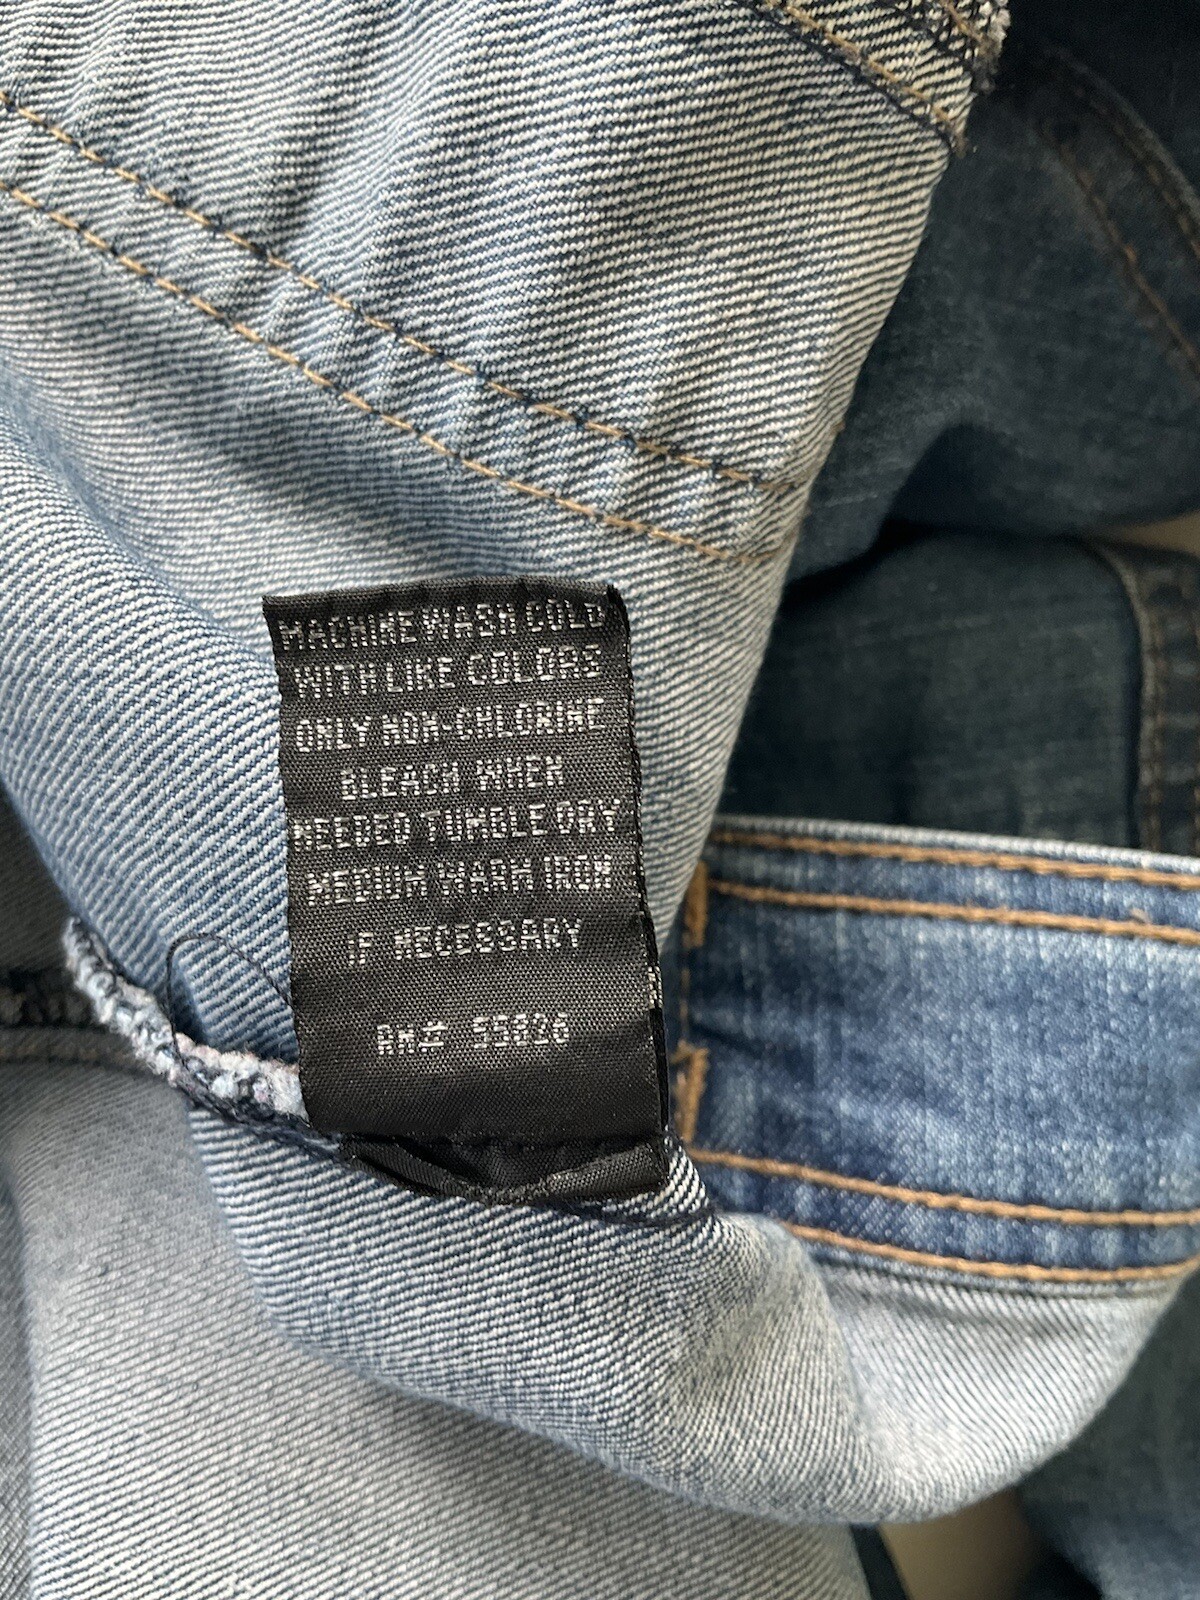 MACHINE WASH COLD
WITH LIKE COLORS
ONLY NON-CHLORINE
BLEACH WHEN
NEEDED TUMBLE DRY
MEDIUM WARM IRON
IF NECESSARY
RN# 55826